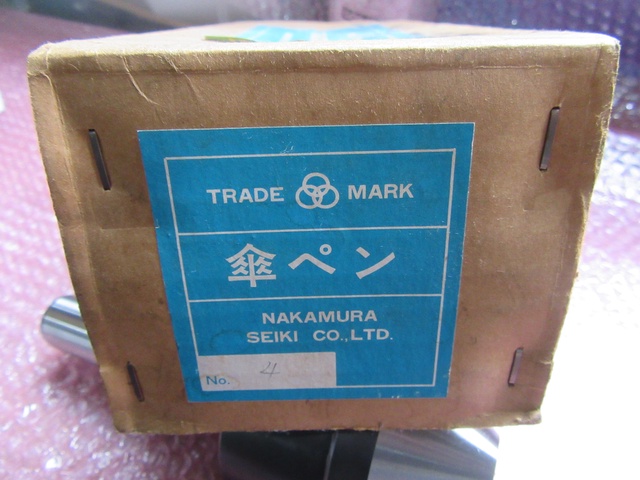 TRADE MARK
傘ペン
NAKAMURA
SEIKI CO.,LTD.
No. 4